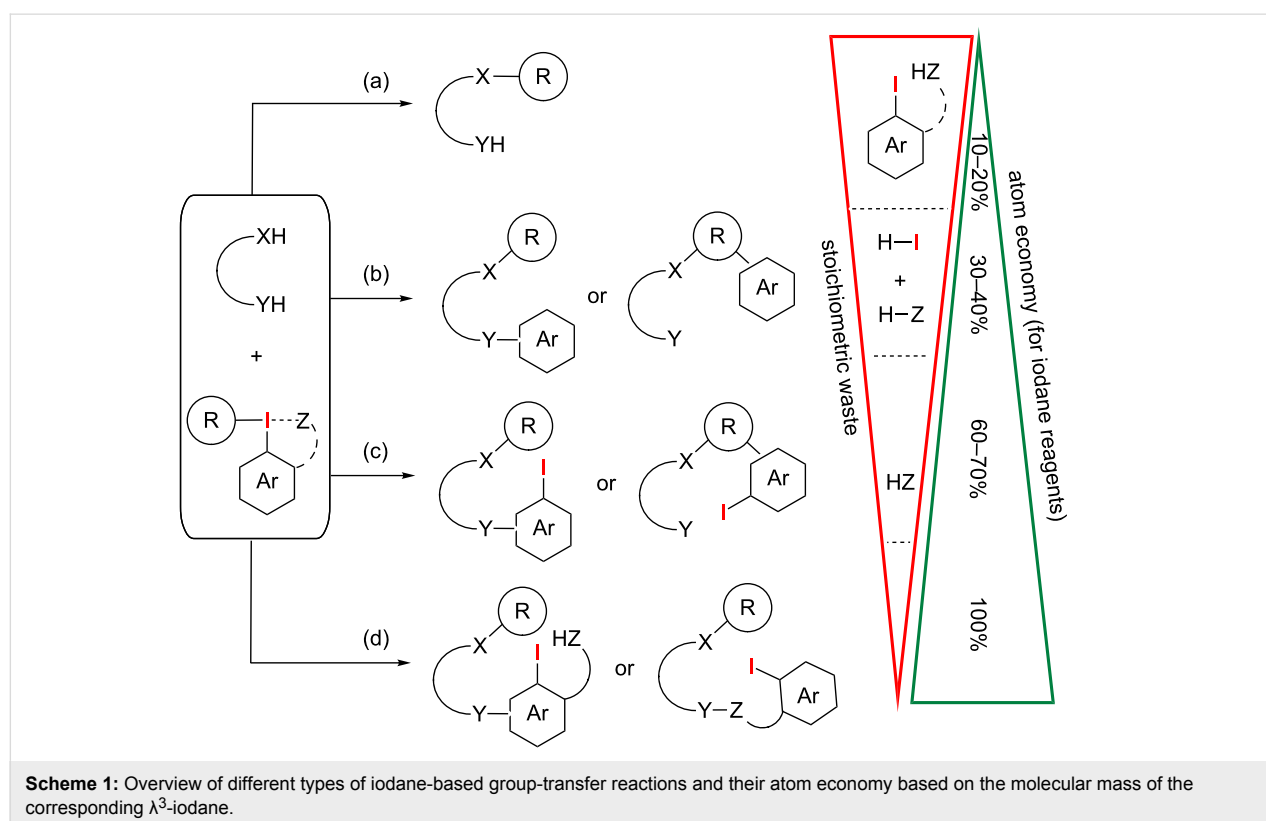 (a)
X
R
YH
XH
YH
+
R
I
Z
Ar
(b)
R
X
Y
Ar
or
R
X
Ar
Y
(c)
R
X
I
Y
Ar
or
R
X
Ar
I
Y
(d)
R
X
I
HZ
Y
Ar
or
R
X
I
Y
Z
Ar
HZ
I
Ar
H–I
+
H–Z
HZ
stoichiometric waste
10–20%
30–40%
60–70%
100%
atom economy (for iodane reagents)
Scheme 1: Overview of different types of iodane-based group-transfer reactions and their atom economy based on the molecular mass of the
corresponding λ³-iodane.